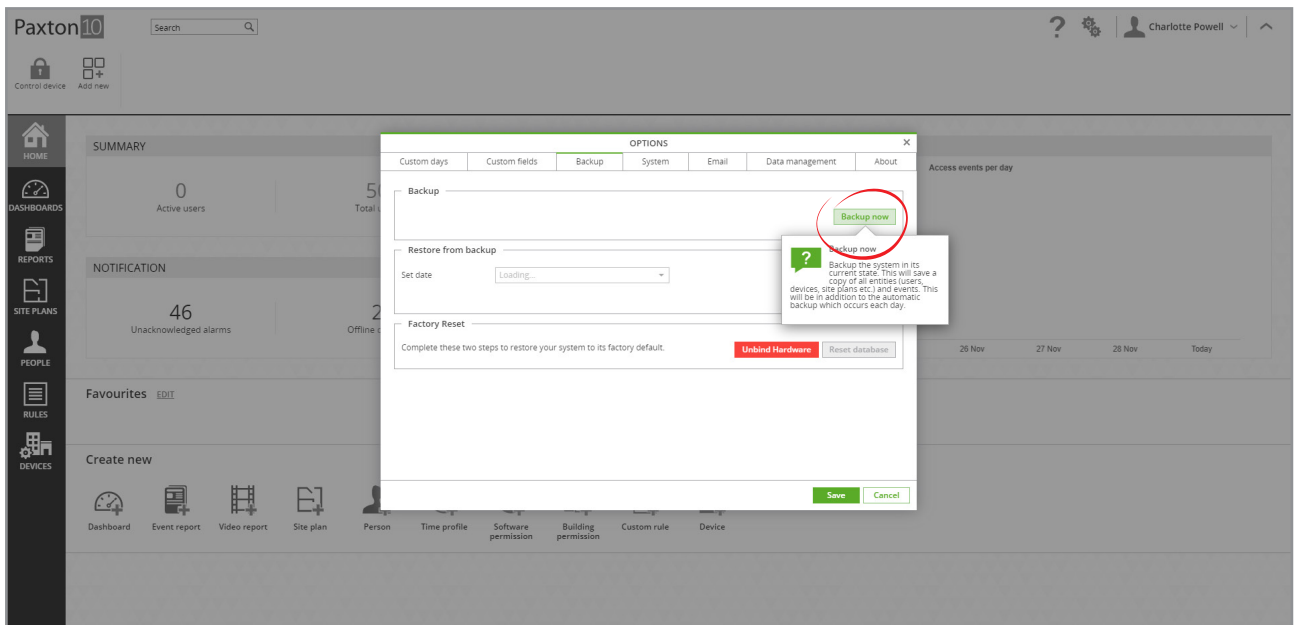 Paxton 10
Search
Charlotte Powell
Control device
Add new
HOME
DASHBOARDS
REPORTS
SITE PLANS
PEOPLE
RULES
DEVICES
SUMMARY
0
Active users
50
Total
NOTIFICATION
46
Unacknowledged alarms
2
Offline
Access events per day
26 Nov 27 Nov 28 Nov Today
OPTIONS
Custom days Custom fields Backup System Email Data management About
Backup
Backup now
Restore from backup
Set date
Loading...
? Backup now
Backup the system in its
current state. This will save a
copy of all entities (users,
devices, site plans etc.) and events. This
will be in addition to the automatic
backup which occurs each day.
Factory Reset
Complete these two steps to restore your system to its factory default.
Unbind Hardware Reset database
Save Cancel
Favourites EDIT
Create new
Dashboard
Event report
Video report
Site plan
Person
Time profile
Software
permission
Building
permission
Custom rule
Device